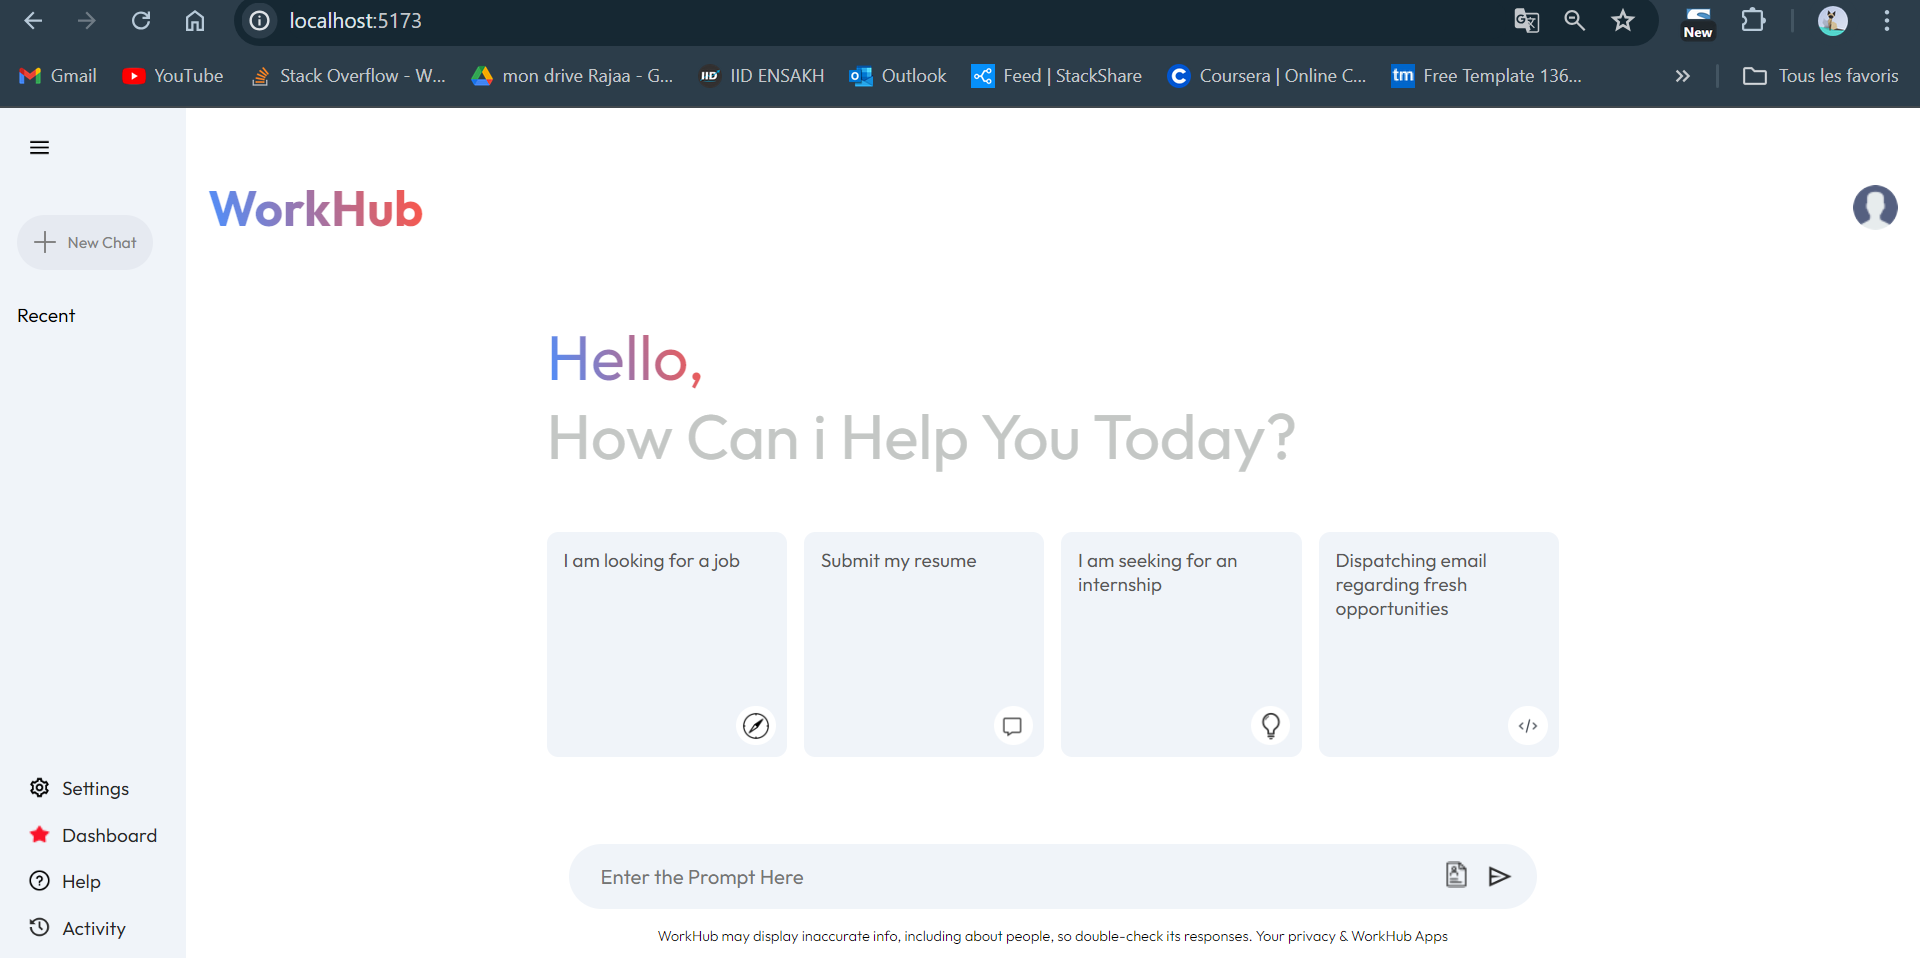 localhost:5173
New
Gmail
YouTube
Stack Overflow - W...
mon drive Rajaa - G...
IID
IID ENSAKH
Outlook
Feed | StackShare
C
Coursera | Online C...
tm
Free Template 136...
»
Tous les favoris
WorkHub
New Chat
Recent
Hello,
How Can i Help You Today?
I am looking for a job
Submit my resume
I am seeking for an
internship
Dispatching email
regarding fresh
opportunities
</>
Settings
Dashboard
Help
Activity
Enter the Prompt Here
WorkHub may display inaccurate info, including about people, so double-check its responses. Your privacy & WorkHub Apps